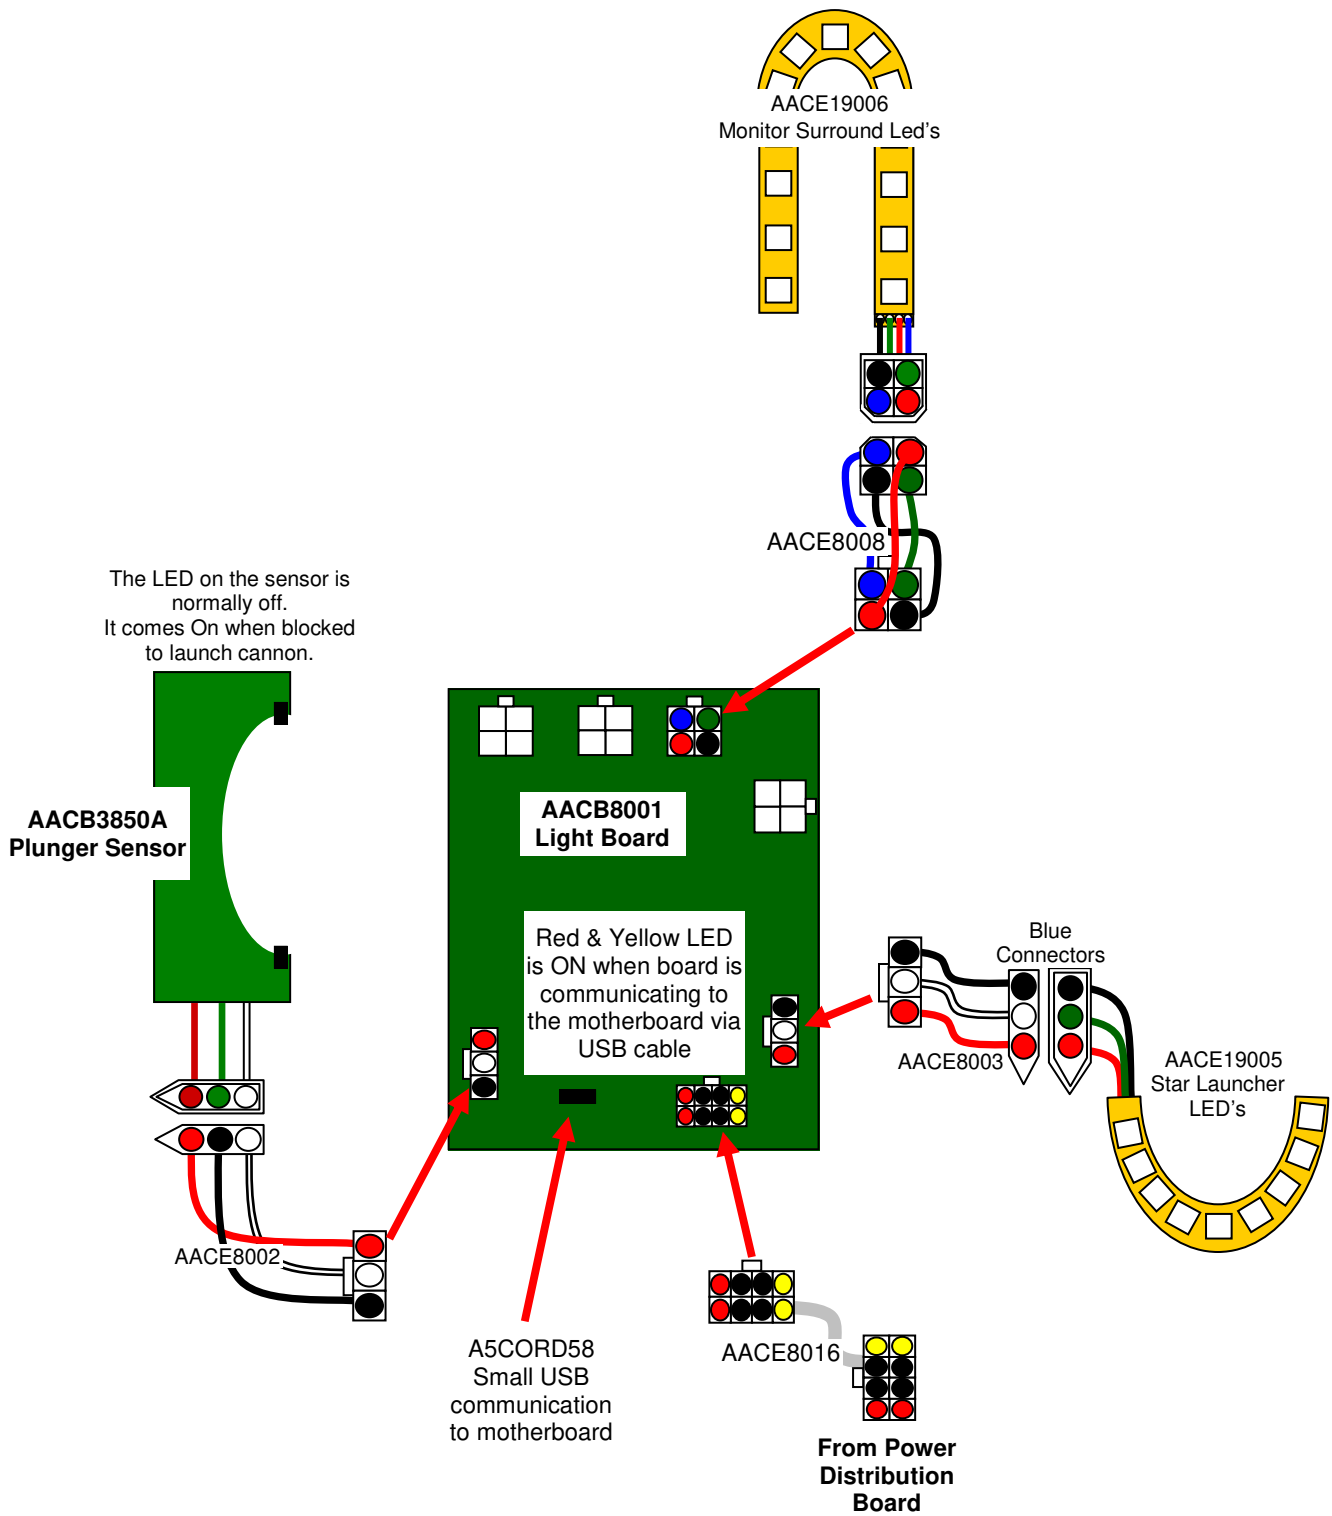 AACE19006
Monitor Surround Led's
AACE8008
The LED on the sensor is
normally off.
It comes On when blocked
to launch cannon.
AACB3850A
Plunger Sensor
AACB8001
Light Board
Red & Yellow LED
is ON when board is
communicating to
the motherboard via
USB cable
Blue
Connectors
AACE8003
AACE19005
Star Launcher
LED's
AACE8002
A5CORD58
Small USB
communication
to motherboard
AACE8016
From Power
Distribution
Board